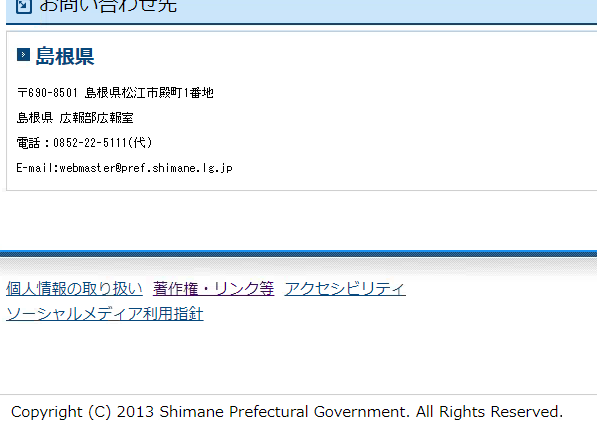 お問い合わせ先
島根県
〒690-8501 島根県松江市殿町1番地
島根県 広報部広報室
電話：0852-22-5111(代)
E-mail:webmaster@pref.shimane.lg.jp
個人情報の取り扱い 著作権・リンク等 アクセシビリティ
ソーシャルメディア利用指針
Copyright (C) 2013 Shimane Prefectural Government. All Rights Reserved.